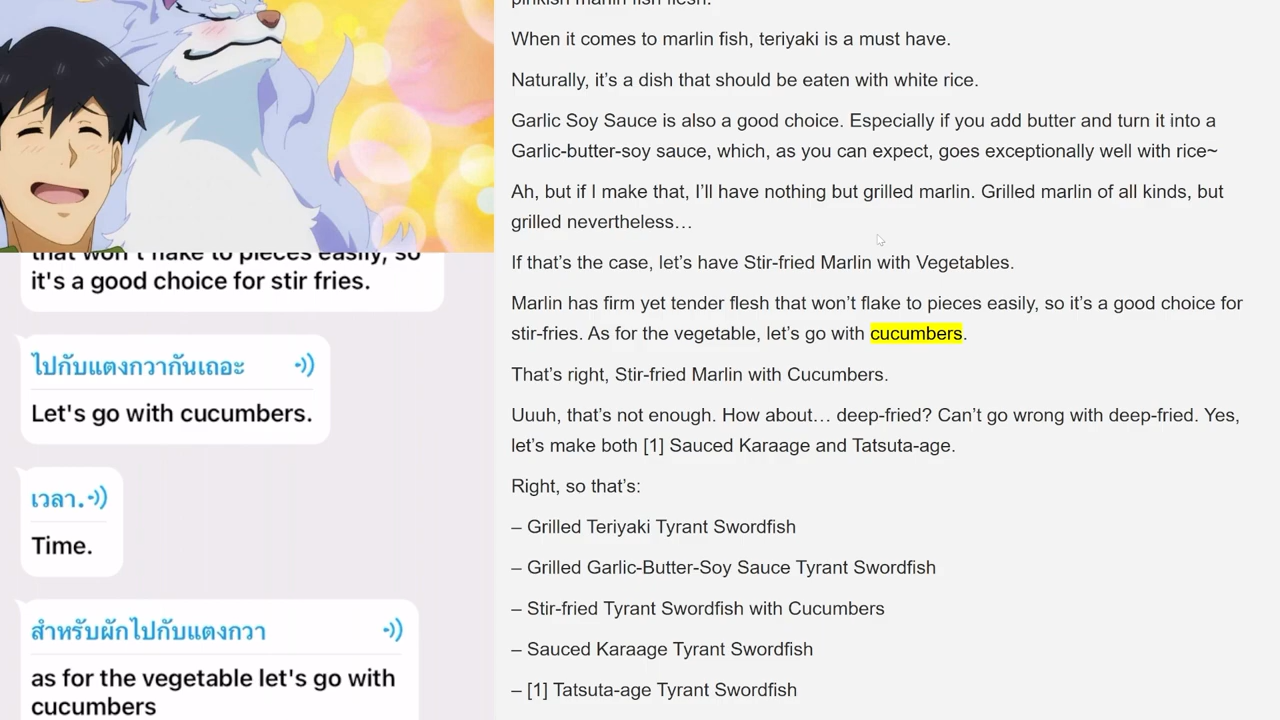 pinkish marlin fish flesh.
When it comes to marlin fish, teriyaki is a must have.
Naturally, it’s a dish that should be eaten with white rice.
Garlic Soy Sauce is also a good choice. Especially if you add butter and turn it into a
Garlic-butter-soy sauce, which, as you can expect, goes exceptionally well with rice~
Ah, but if I make that, I’ll have nothing but grilled marlin. Grilled marlin of all kinds, but
grilled nevertheless…
If that’s the case, let’s have Stir-fried Marlin with Vegetables.
Marlin has firm yet tender flesh that won’t flake to pieces easily, so it’s a good choice for
stir-fries. As for the vegetable, let’s go with cucumbers.
That’s right, Stir-fried Marlin with Cucumbers.
Uuuh, that’s not enough. How about… deep-fried? Can’t go wrong with deep-fried. Yes,
let’s make both [1] Sauced Karaage and Tatsuta-age.
Right, so that’s:
– Grilled Teriyaki Tyrant Swordfish
– Grilled Garlic-Butter-Soy Sauce Tyrant Swordfish
– Stir-fried Tyrant Swordfish with Cucumbers
– Sauced Karaage Tyrant Swordfish
– [1] Tatsuta-age Tyrant Swordfish
that won't flake to pieces easily, so
it's a good choice for stir fries.
ไปกับแตงกวากันเถอะ
Let's go with cucumbers.
เวลา.
Time.
สำหรับผักไปกับแตงกวา
as for the vegetable let's go with
cucumbers